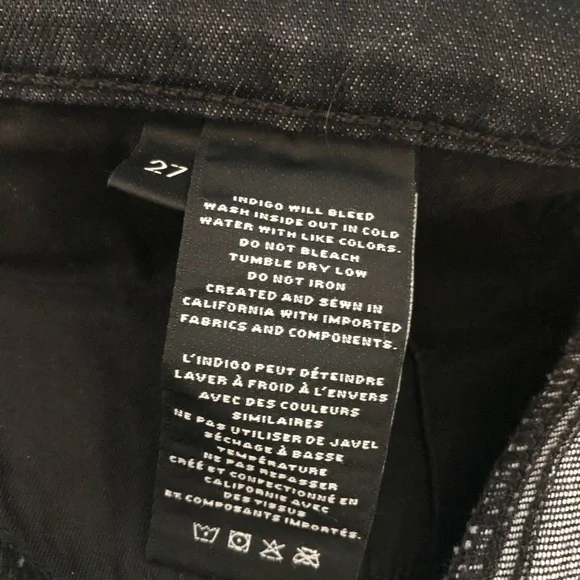 27
INDIGO WILL BLEED
WASH INSIDE OUT IN COLD
WATER WITH LIKE COLORS.
DO NOT BLEACH
TUMBLE DRY LOW
DO NOT IRON
CREATED AND SEWN IN
CALIFORNIA WITH IMPORTED
FABRICS AND COMPONENTS.
L'INDIGO PEUT DÉTEINDRE
LAVER À FROID À L'ENVERS
AVEC DES COULEURS
SIMILAIRES
NE PAS UTILISER DE JAVEL
SÉCHAGE À BASSE
TEMPÉRATURE
NE PAS REPASSER
CRÉÉ ET CONFECTIONNÉ EN
CALIFORNIE AVEC
DES TISSUS
ET COMPOSANTS IMPORTÉS.